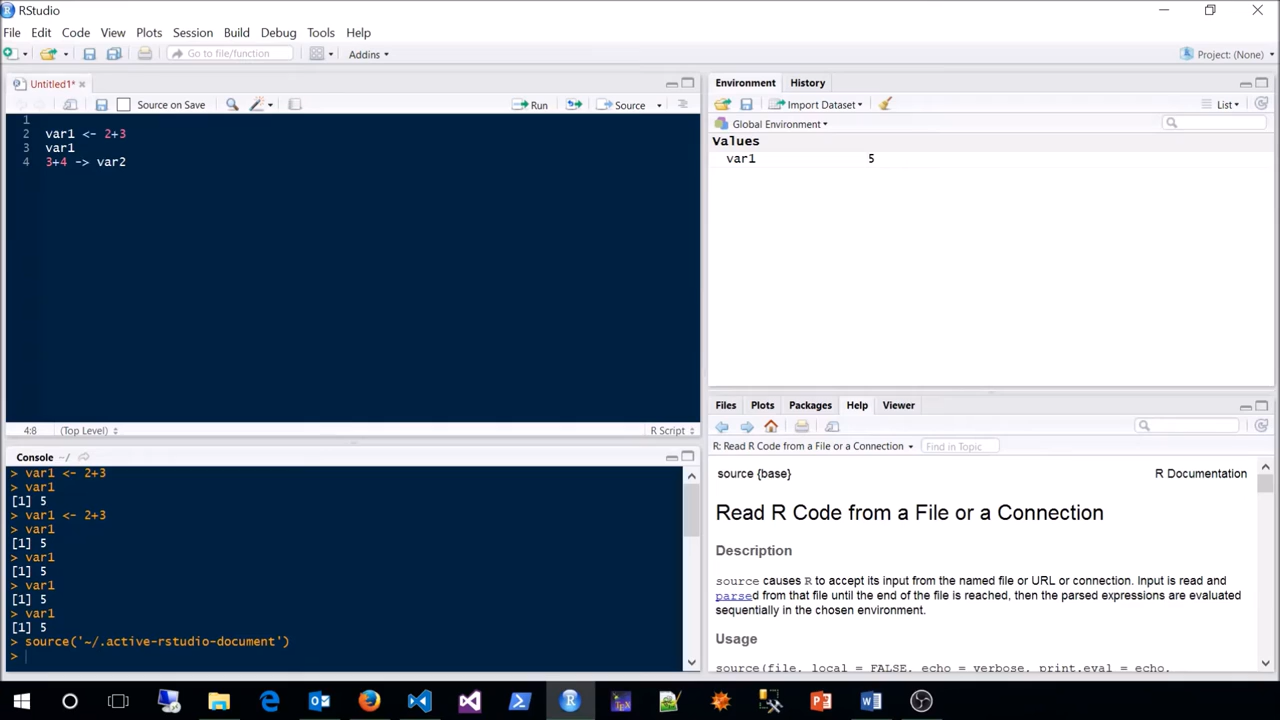 RStudio
File Edit Code View Plots Session Build Debug Tools Help
Go to file/function Addins Project: (None)
Untitled1*
Source on Save Run Source
1
2 var1 <- 2+3
3 var1
4 3+4 -> var2
4:8 (Top Level) R Script
Console ~/
> var1 <- 2+3
> var1
[1] 5
> var1 <- 2+3
> var1
[1] 5
> var1
[1] 5
> var1
[1] 5
> var1
[1] 5
> source('~/.active-rstudio-document')
>
Environment History
Import Dataset List
Global Environment
Values
var1 5
Files Plots Packages Help Viewer
R: Read R Code from a File or a Connection Find in Topic
source {base} R Documentation
Read R Code from a File or a Connection
Description
source causes R to accept its input from the named file or URL or connection. Input is read and
parsed from that file until the end of the file is reached, then the parsed expressions are evaluated
sequentially in the chosen environment.
Usage
source(file, local = FALSE, echo = verbose, print.eval = echo,